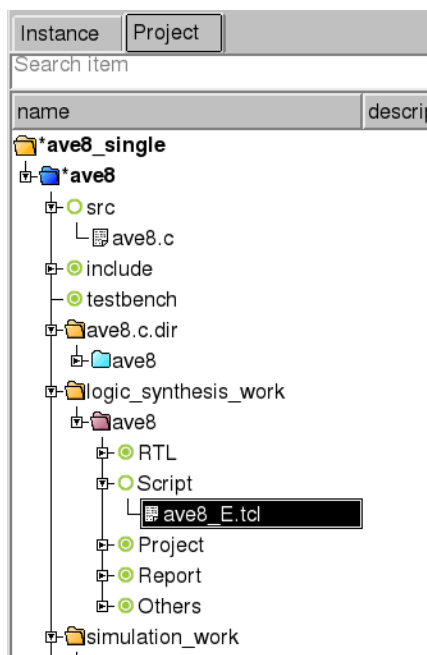 Instance Project
Search item
name descrip
*ave8_single
*ave8
src
ave8.c
include
testbench
ave8.c.dir
ave8
logic_synthesis_work
ave8
RTL
Script
ave8_E.tcl
Project
Report
Others
simulation_work